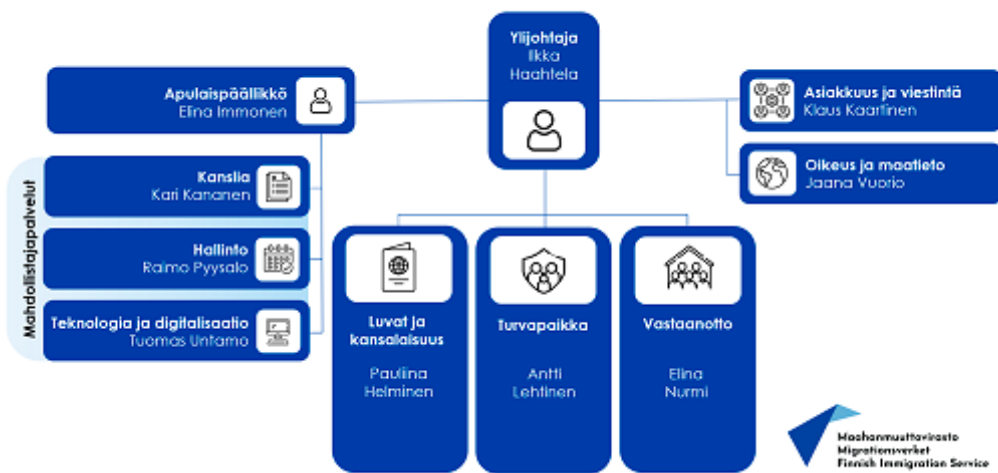 Ylijohtaja
Ilkka
Haahtela
Apulaispäällikkö
Elina Immonen
Asiakkuus ja viestintä
Klaus Kaartinen
Oikeus ja maatieto
Jaana Vuorio
Mahdollistajapalvelut
Kanslia
Kari Kananen
Hallinto
Raimo Pyysalo
Teknologia ja digitalisaatio
Tuomas Untamo
Luvat ja
kansalaisuus
Pauliina
Helminen
Turvapaikka
Antti
Lehtinen
Vastaanotto
Elina
Nurmi
Maahanmuuttovirasto
Migrationsverket
Finnish Immigration Service